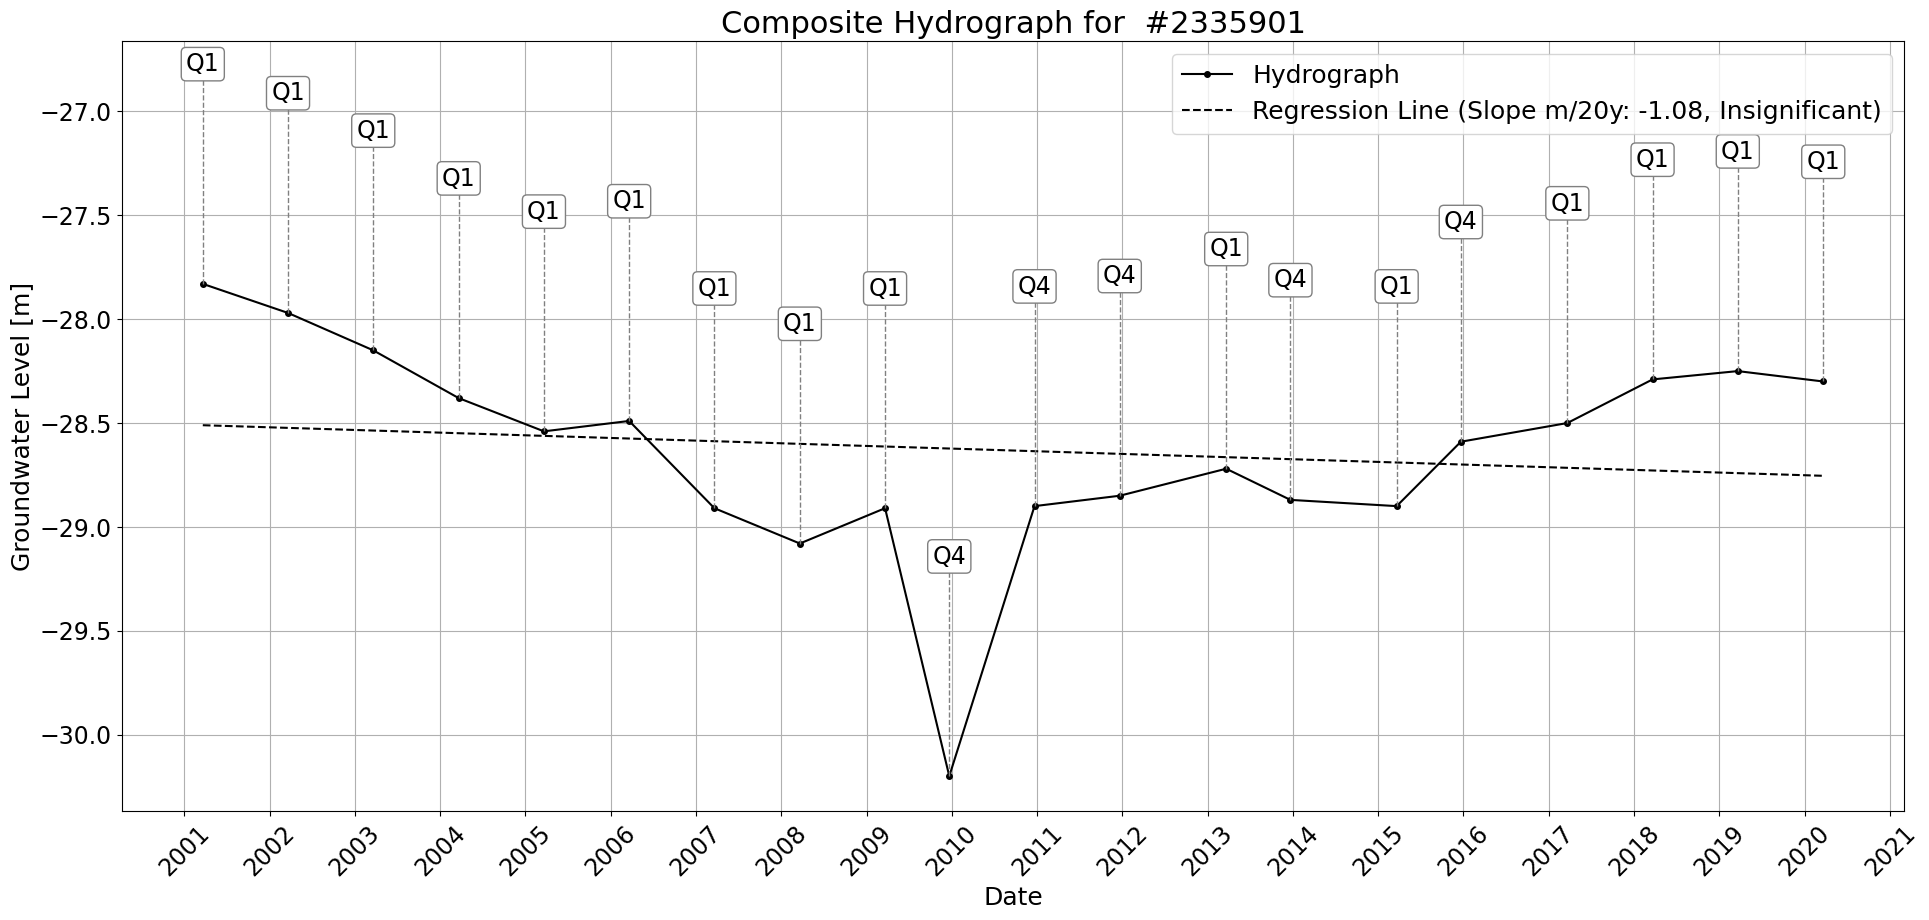 Composite Hydrograph for  #2335901
Hydrograph
Regression Line (Slope m/20y: -1.08, Insignificant)
Q1
Q1
Q1
Q1
Q1
Q1
Q1
Q1
Q1
Q4
Q4
Q4
Q1
Q4
Q1
Q4
Q1
Q1
Q1
Q1
Groundwater Level [m]
−27.0
−27.5
−28.0
−28.5
−29.0
−29.5
−30.0
2001
2002
2003
2004
2005
2006
2007
2008
2009
2010
2011
2012
2013
2014
2015
2016
2017
2018
2019
2020
2021
Date